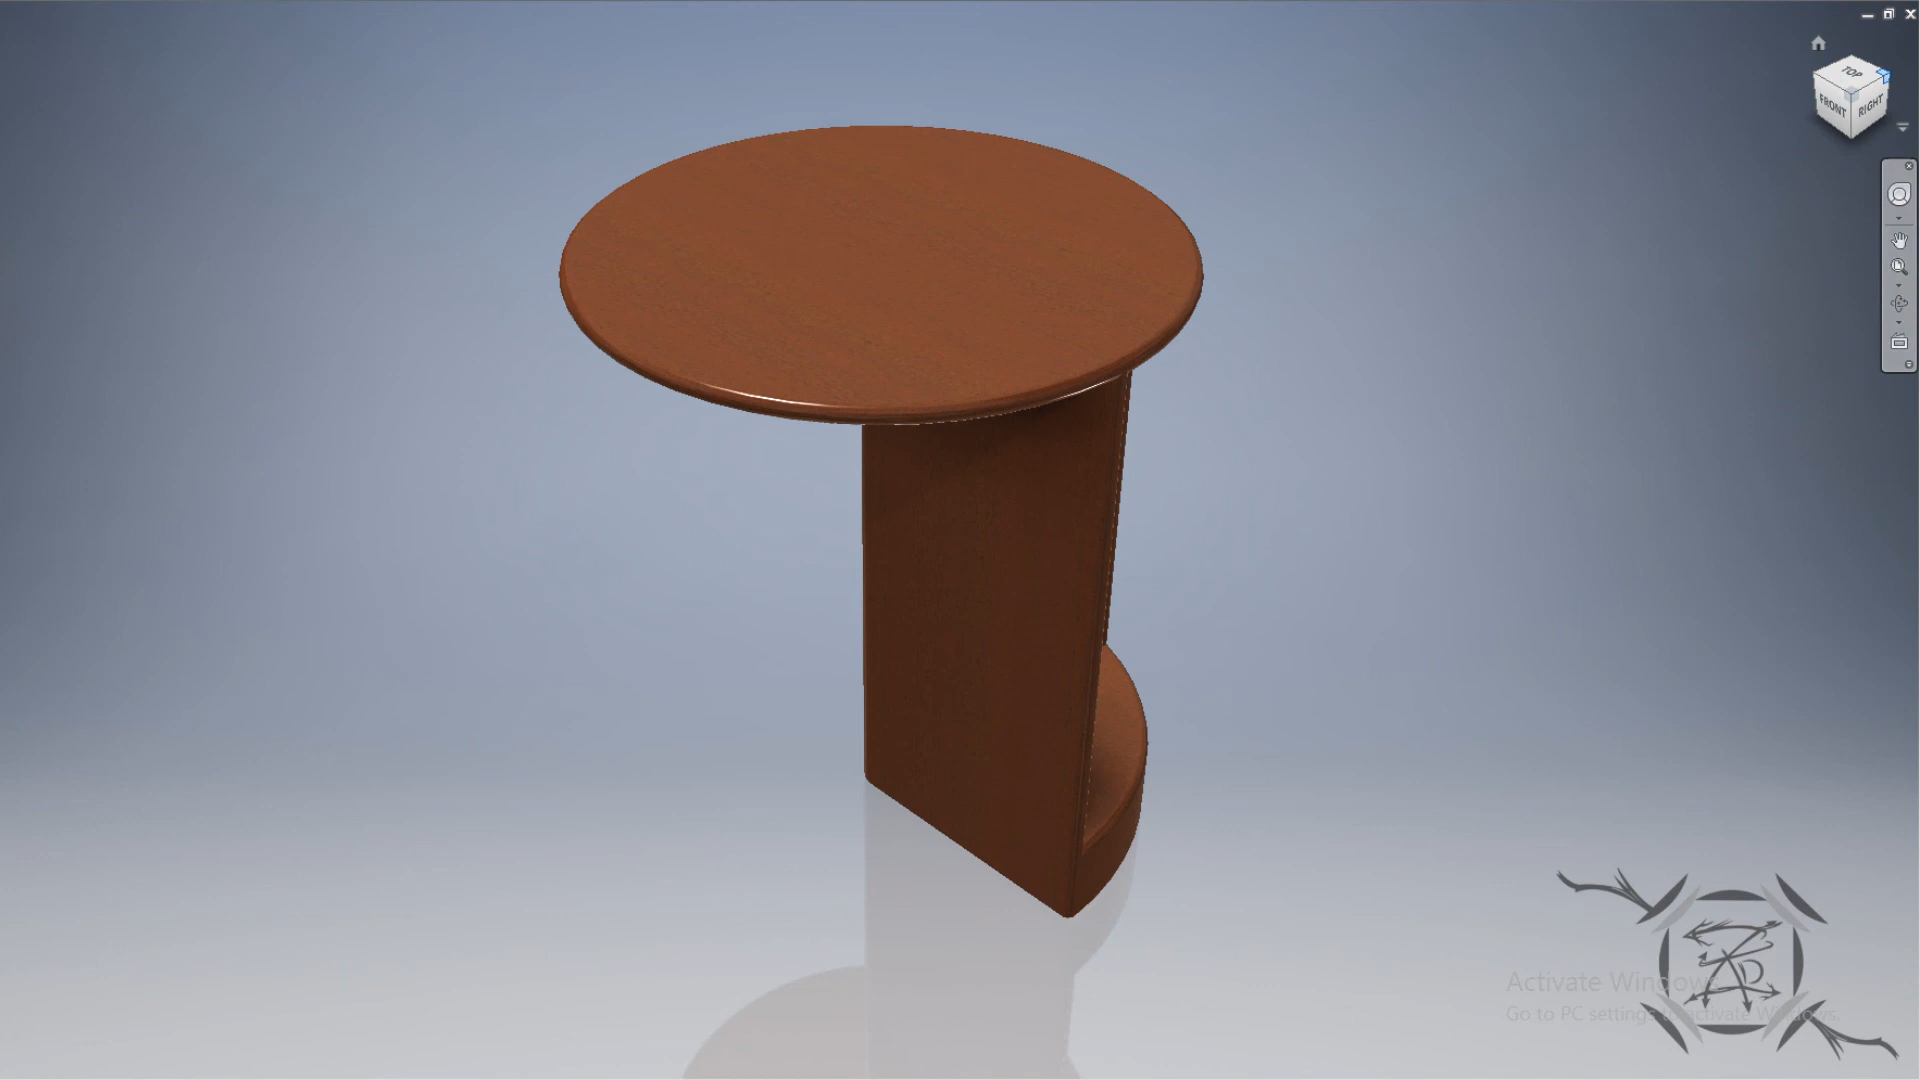 TOP
FRONT
RIGHT
Activate Windows
Go to PC settings to activate Windows.